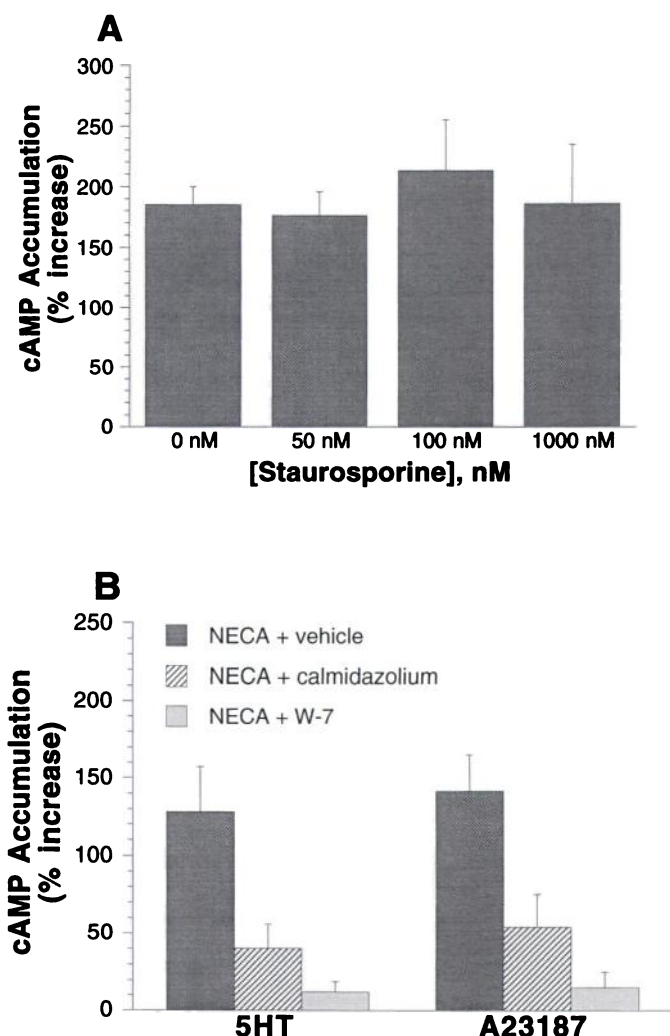 A
300
250
200
150
100
50
0
cAMP Accumulation
(% increase)
0 nM 50 nM 100 nM 1000 nM
[Staurosporine], nM
B
250
200
150
100
50
0
cAMP Accumulation
(% increase)
NECA + vehicle
NECA + calmidazolium
NECA + W-7
5HT A23187